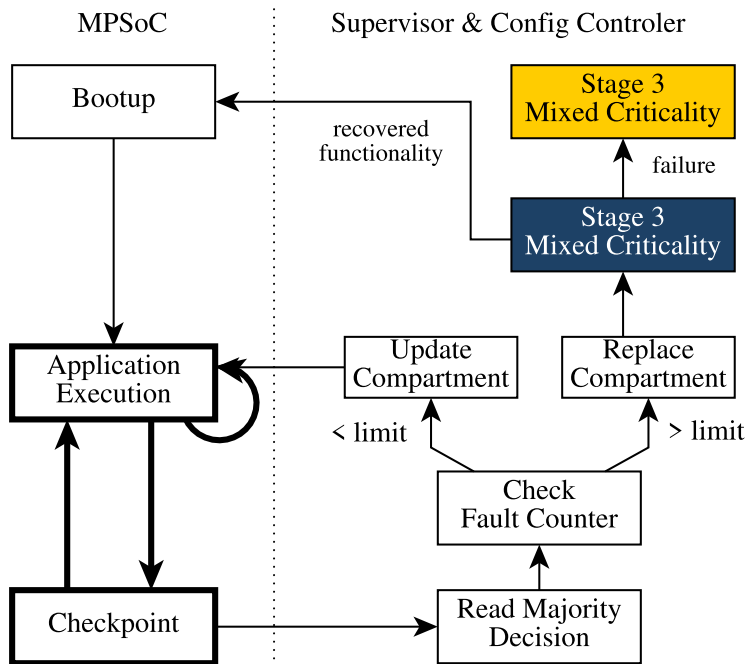 MPSoC
Supervisor & Config Controler
Bootup
Stage 3
Mixed Criticality
recovered
functionality
failure
Stage 3
Mixed Criticality
Application
Execution
Update
Compartment
Replace
Compartment
< limit
> limit
Check
Fault Counter
Checkpoint
Read Majority
Decision